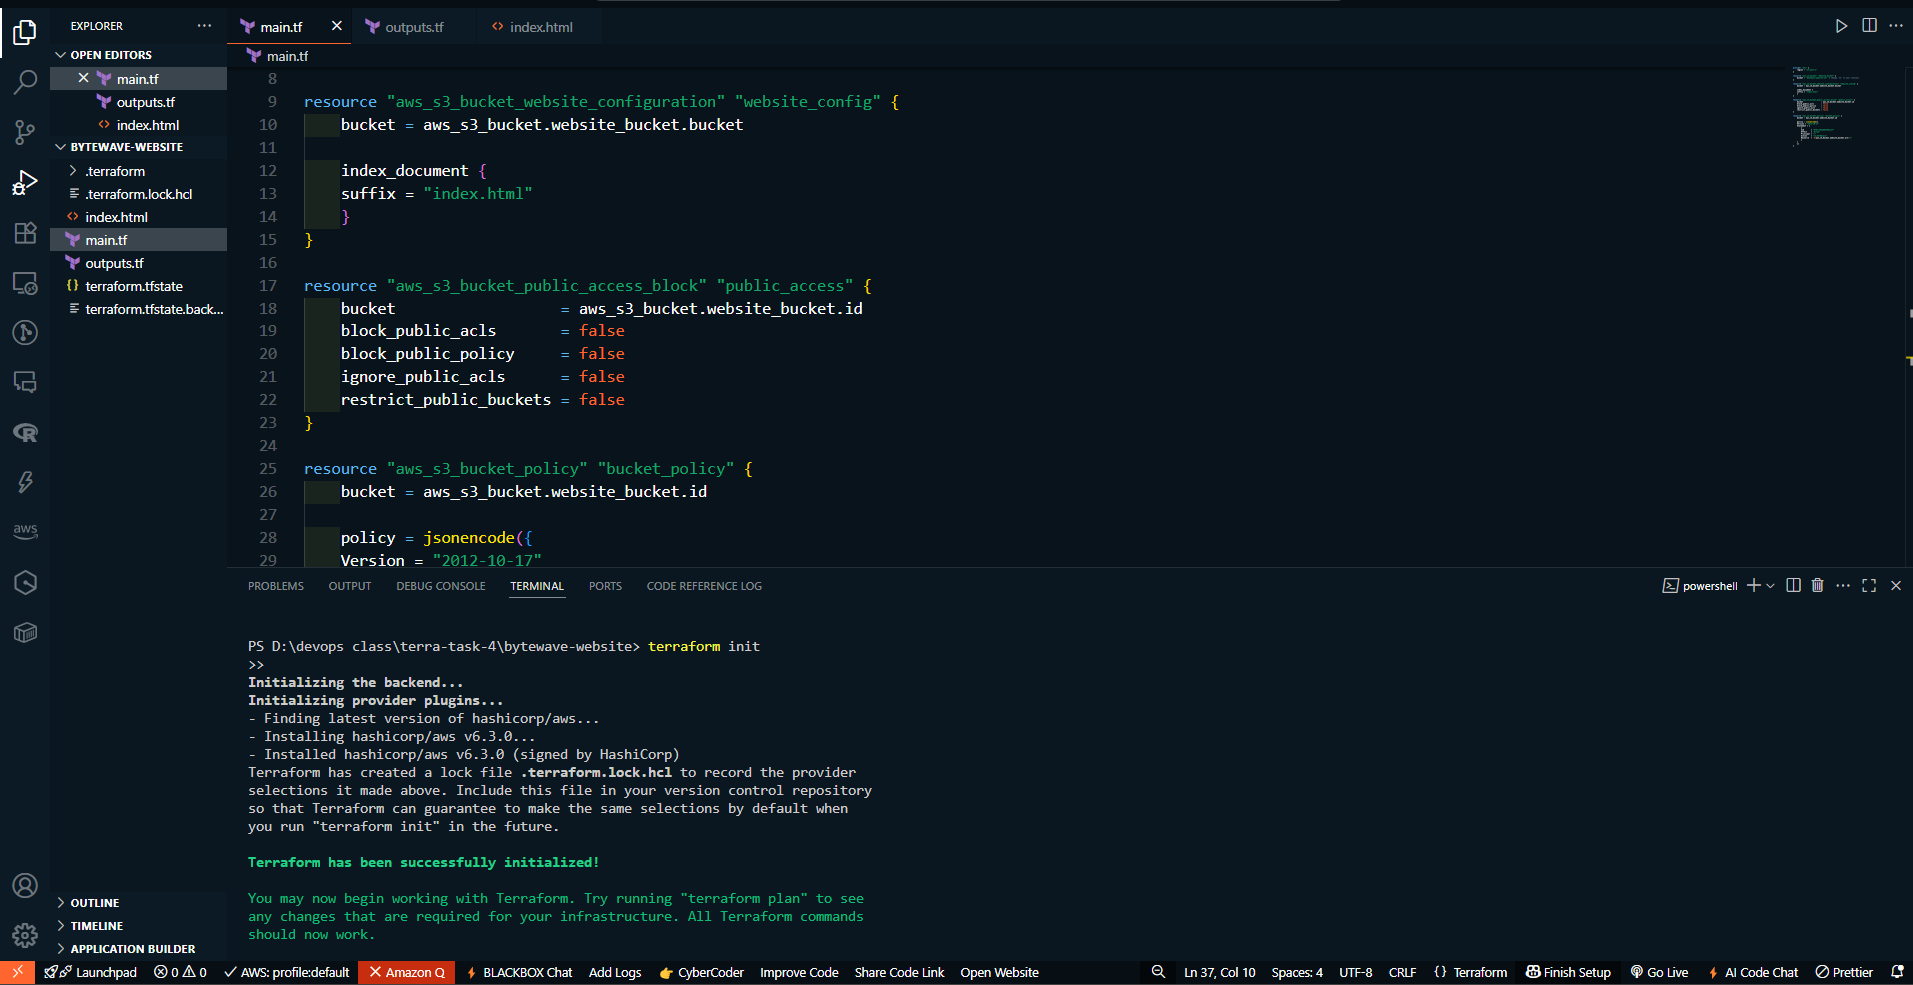 EXPLORER
OPEN EDITORS
main.tf
outputs.tf
index.html
BYTEWAVE-WEBSITE
.terraform
.terraform.lock.hcl
index.html
main.tf
outputs.tf
terraform.tfstate
terraform.tfstate.back...
OUTLINE
TIMELINE
APPLICATION BUILDER
aws
main.tf
outputs.tf
index.html
main.tf
8
9 resource "aws_s3_bucket_website_configuration" "website_config" {
10 bucket = aws_s3_bucket.website_bucket.bucket
11
12 index_document {
13 suffix = "index.html"
14 }
15 }
16
17 resource "aws_s3_bucket_public_access_block" "public_access" {
18 bucket = aws_s3_bucket.website_bucket.id
19 block_public_acls = false
20 block_public_policy = false
21 ignore_public_acls = false
22 restrict_public_buckets = false
23 }
24
25 resource "aws_s3_bucket_policy" "bucket_policy" {
26 bucket = aws_s3_bucket.website_bucket.id
27
28 policy = jsonencode({
29 Version = "2012-10-17"
PROBLEMS OUTPUT DEBUG CONSOLE TERMINAL PORTS CODE REFERENCE LOG
powershell
PS D:\devops class\terra-task-4\bytewave-website> terraform init
>>
Initializing the backend...
Initializing provider plugins...
- Finding latest version of hashicorp/aws...
- Installing hashicorp/aws v6.3.0...
- Installed hashicorp/aws v6.3.0 (signed by HashiCorp)
Terraform has created a lock file .terraform.lock.hcl to record the provider
selections it made above. Include this file in your version control repository
so that Terraform can guarantee to make the same selections by default when
you run "terraform init" in the future.
Terraform has been successfully initialized!
You may now begin working with Terraform. Try running "terraform plan" to see
any changes that are required for your infrastructure. All Terraform commands
should now work.
Launchpad 0 0 AWS: profile:default Amazon Q BLACKBOX Chat Add Logs CyberCoder Improve Code Share Code Link Open Website Ln 37, Col 10 Spaces: 4 UTF-8 CRLF {} Terraform Finish Setup Go Live AI Code Chat Prettier